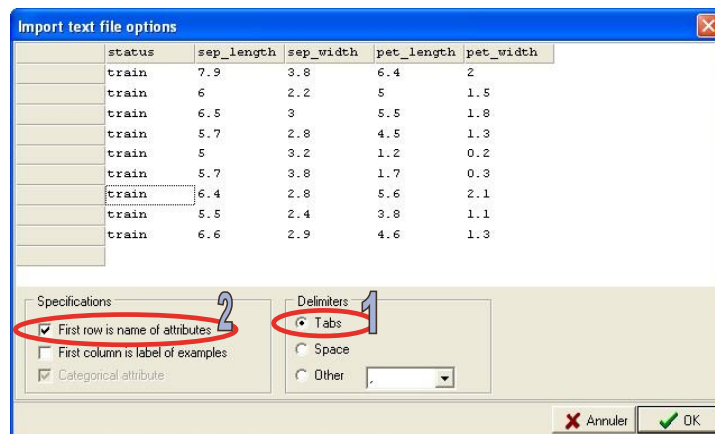 Import text file options
status sep_length sep_width pet_length pet_width
train 7.9 3.8 6.4 2
train 6 2.2 5 1.5
train 6.5 3 5.5 1.8
train 5.7 2.8 4.5 1.3
train 5 3.2 1.2 0.2
train 5.7 3.8 1.7 0.3
train 6.4 2.8 5.6 2.1
train 5.5 2.4 3.8 1.1
train 6.6 2.9 4.6 1.3
Specifications 2 Delimiters 1
First row is name of attributes Tabs
First column is label of examples Space
Categorical attribute Other ,
Annuler OK